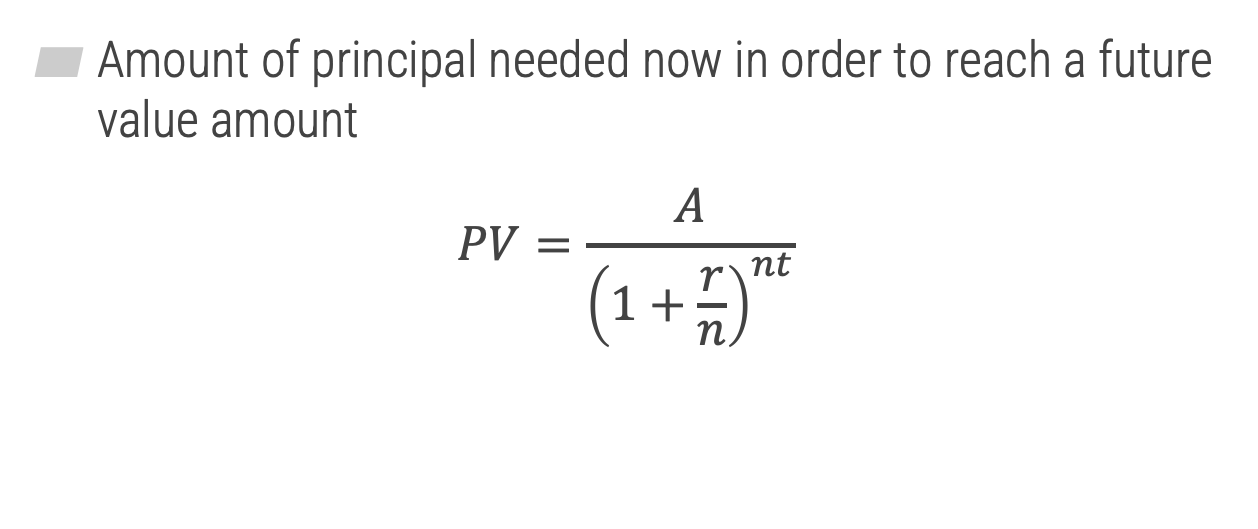 Amount of principal needed now in order to reach a future
value amount
PV = A / (1 + r/n)^nt